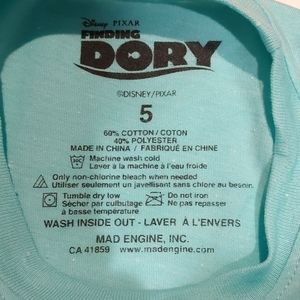 Disney PIXAR
FINDING
DORY
©DISNEY/PIXAR
5
60% COTTON / COTON
40% POLYESTER
MADE IN CHINA / FABRIQUÉ EN CHINE
Machine wash cold
Laver à la machine à l'eau froide
Only non-chlorine bleach when needed
Utiliser seulement un javellisant sans chlore au besoin.
Tumble dry low Do not iron
Sécher par culbutage Ne pas repasser
à basse température
WASH INSIDE OUT - LAVER À L'ENVERS
MAD ENGINE, INC.
CA 41859 www.madengine.com